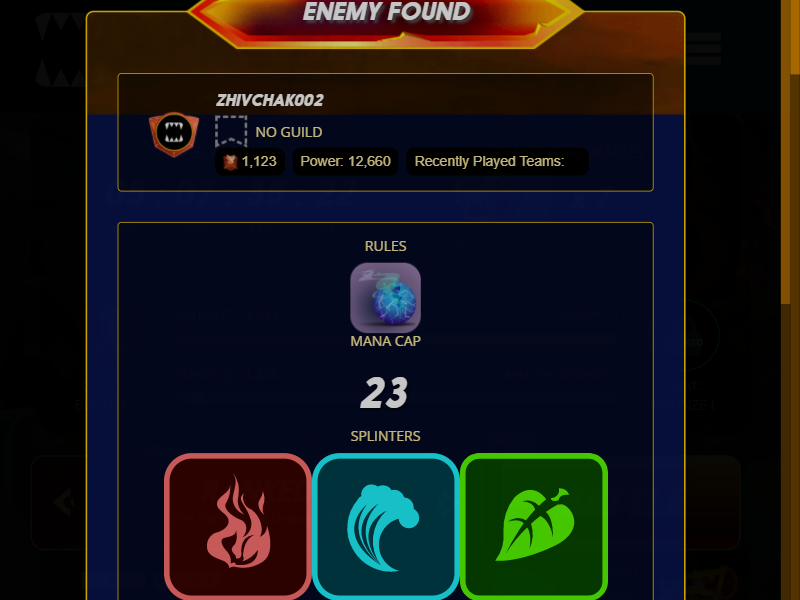 ENEMY FOUND
ZHIVCHAK002
NO GUILD
1,123 Power: 12,660 Recently Played Teams:
RULES
MANA CAP
23
SPLINTERS